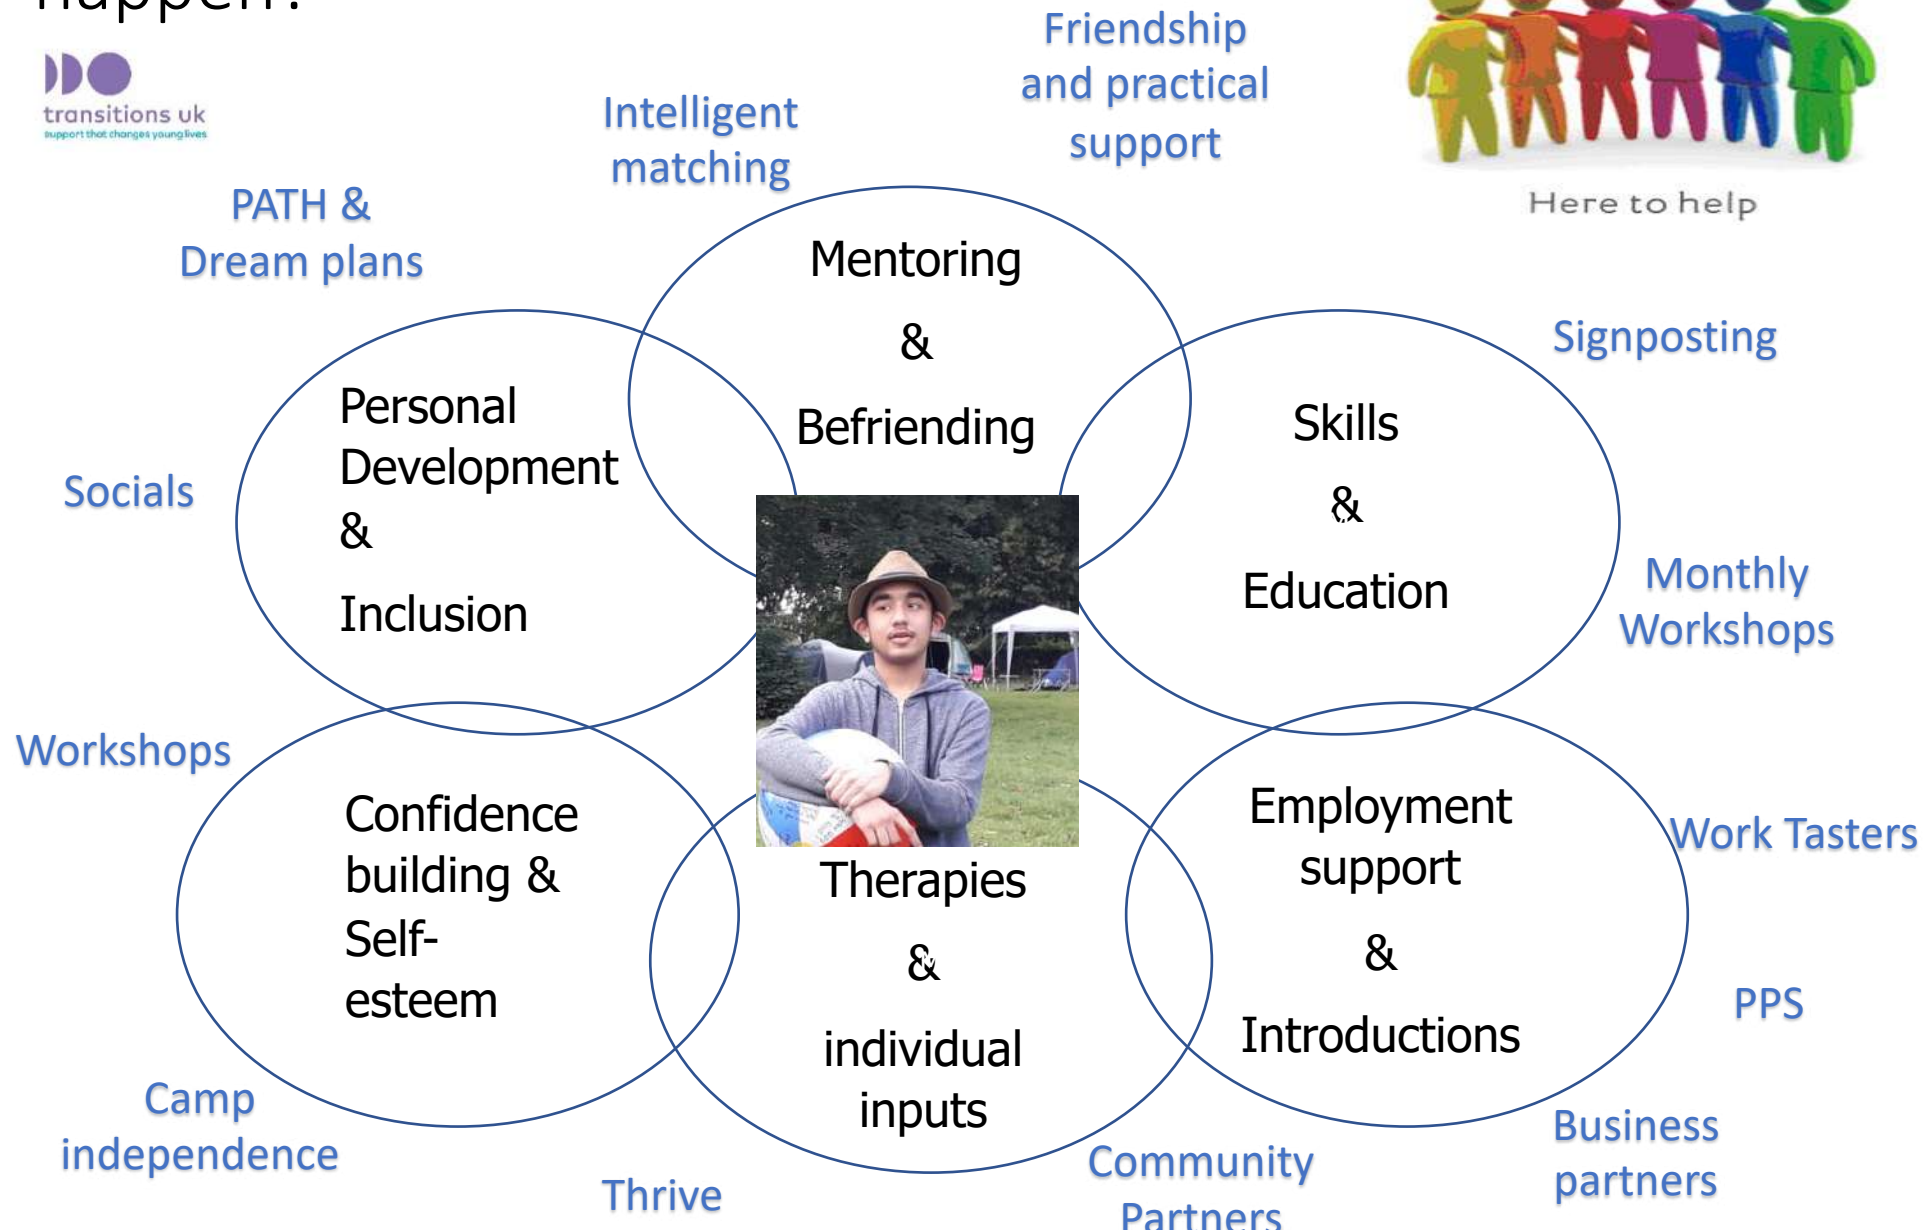 happen?
transitions uk
support that changes young lives
Friendship
and practical
support
Here to help
Intelligent
matching
PATH &
Dream plans
Mentoring
&
Befriending
Signposting
Personal
Development
&
Inclusion
Skills
&
Education
Socials
Monthly
Workshops
Workshops
Confidence
building &
Self-
esteem
Therapies
&
individual
inputs
Employment
support
&
Introductions
Work Tasters
PPS
Camp
independence
Thrive
Community
Partners
Business
partners